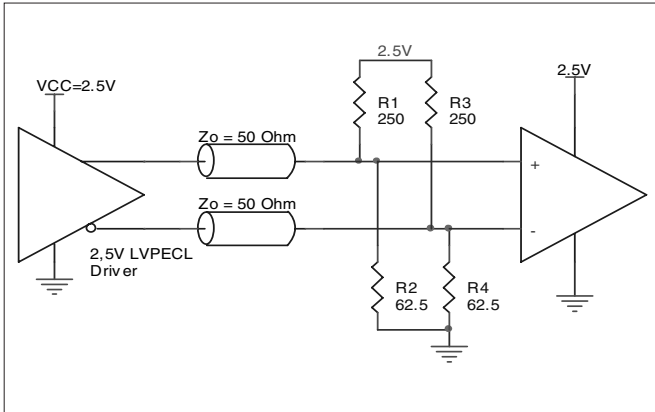 2.5V
VCC=2.5V
2.5V
R1
250
R3
250
Zo = 50 Ohm
+
Zo = 50 Ohm
-
2,5V LVPECL
Driver
R2
62.5
R4
62.5